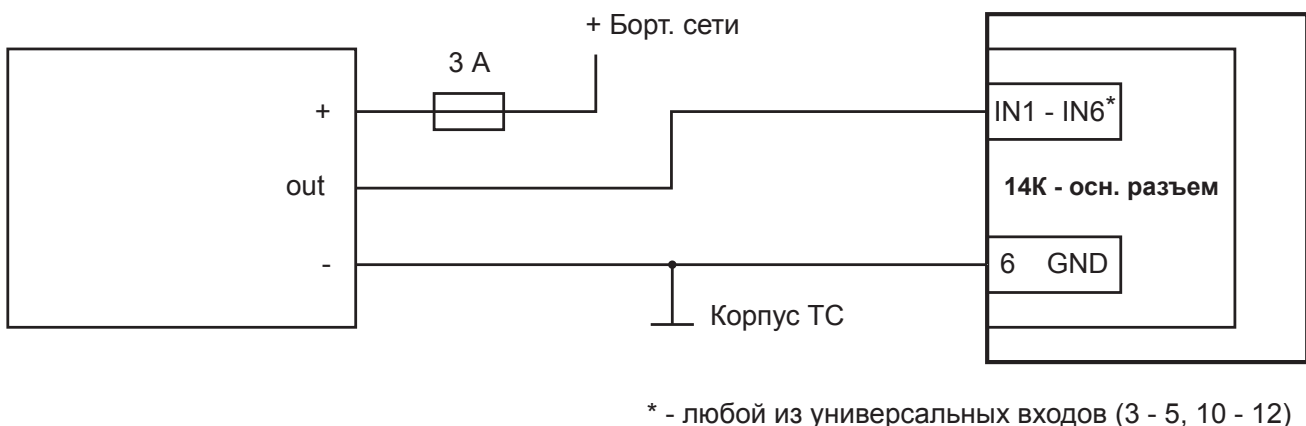 + Борт. сети
3 А
+
out
-
IN1 - IN6*
14К - осн. разъем
6 GND
Корпус ТС
* - любой из универсальных входов (3 - 5, 10 - 12)